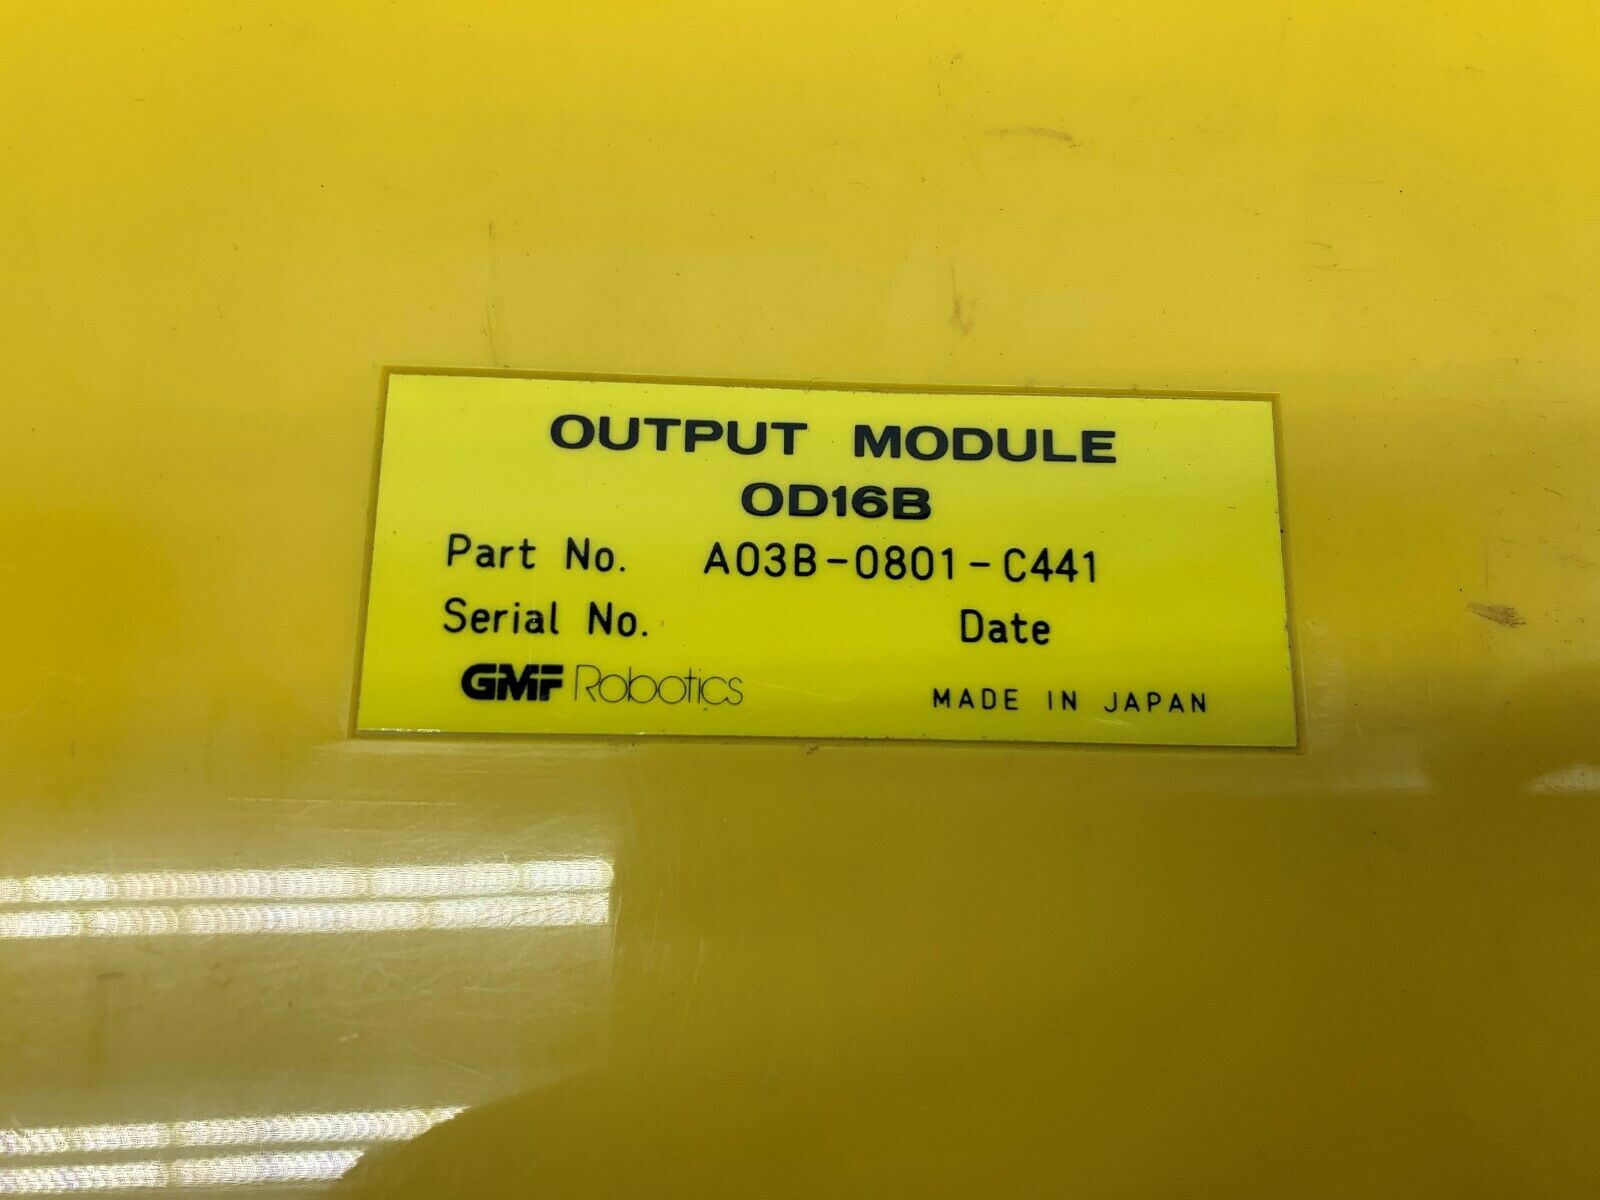 OUTPUT MODULE
OD16B
Part No. A03B-0801-C441
Serial No. Date
GMF Robotics MADE IN JAPAN